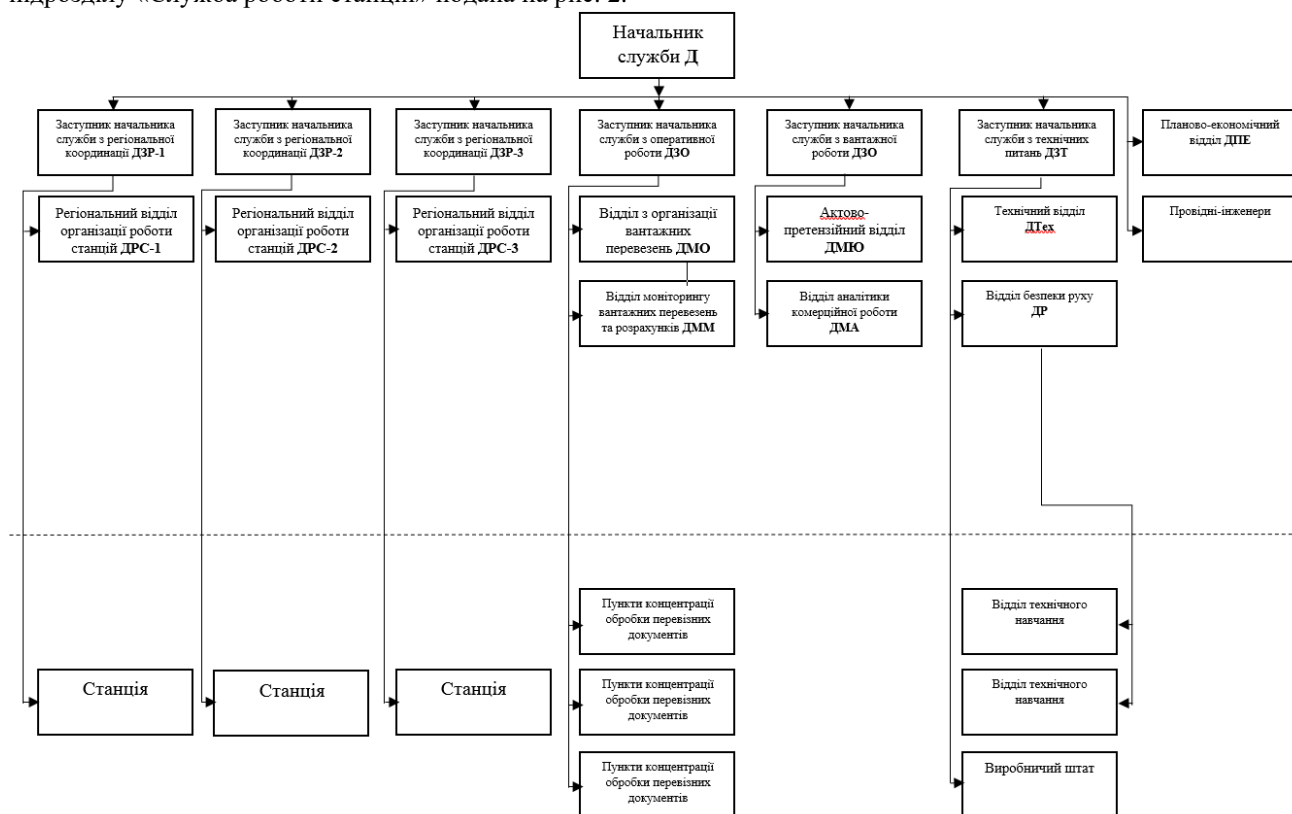 підрозділу «Служба роботи станцій» подана на рис. 2.
Начальник
служби Д
Заступник начальника
служби з регіональної
координації ДЗР-1
Заступник начальника
служби з регіональної
координації ДЗР-2
Заступник начальника
служби з регіональної
координації ДЗР-3
Заступник начальника
служби з оперативної
роботи ДЗО
Заступник начальника
служби з вантажної
роботи ДЗО
Заступник начальника
служби з технічних
питань ДЗТ
Планово-економічний
відділ ДПЕ
Регіональний відділ
організації роботи
станцій ДРС-1
Регіональний відділ
організації роботи
станцій ДРС-2
Регіональний відділ
організації роботи
станцій ДРС-3
Відділ з організації
вантажних
перевезень ДМО
Актово-
претензійний відділ
ДМЮ
Технічний відділ
ДТех
Провідні-інженери
Відділ моніторингу
вантажних перевезень
та розрахунків ДММ
Відділ аналітики
комерційної роботи
ДМА
Відділ безпеки руху
ДР
Пункти концентрації
обробки перевізних
документів
Відділ технічного
навчання
Станція
Станція
Станція
Пункти концентрації
обробки перевізних
документів
Відділ технічного
навчання
Пункти концентрації
обробки перевізних
документів
Виробничий штат